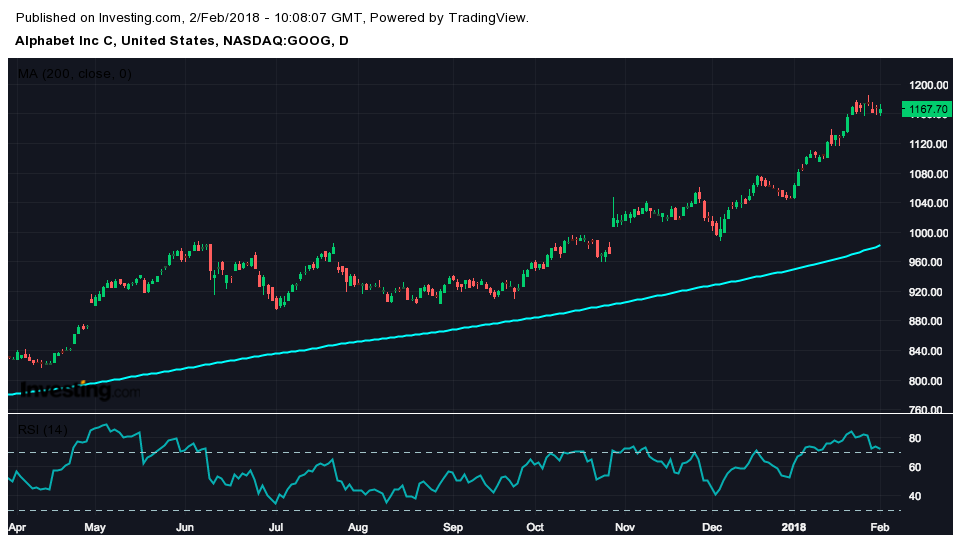 Published on Investing.com, 2/Feb/2018 - 10:08:07 GMT, Powered by TradingView.
Alphabet Inc C, United States, NASDAQ:GOOG, D
MA (200, close, 0)
1200.00
1167.70
1120.00
1080.00
1040.00
1000.00
960.00
920.00
880.00
840.00
800.00
760.00
Investing.com
RSI (14)
80
60
40
Apr May Jun Jul Aug Sep Oct Nov Dec 2018 Feb